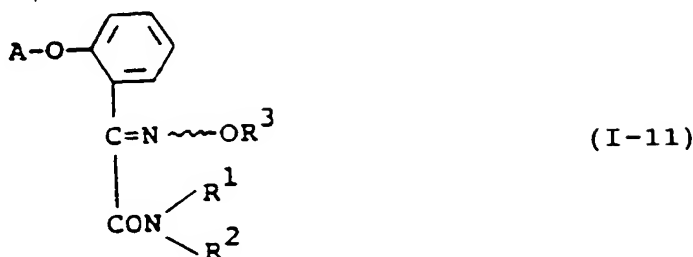 A-O
C=N OR³
(I-11)
CON
R¹
R²